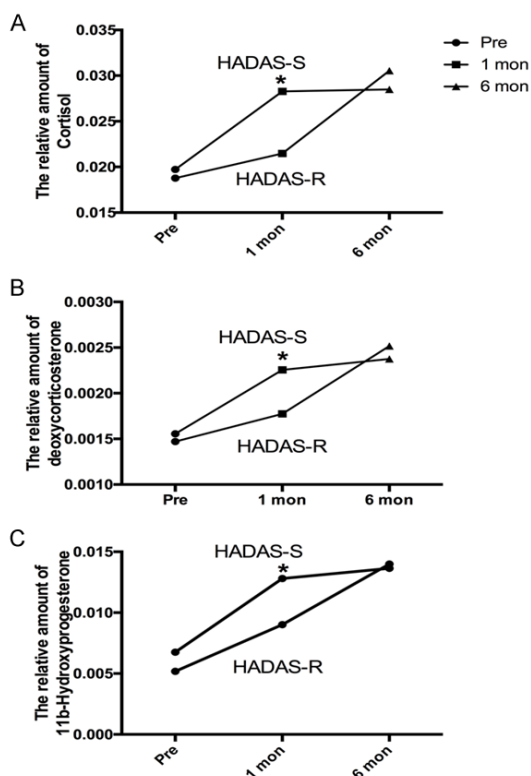 A
The relative amount of
Cortisol
0.035
0.030
0.025
0.020
0.015
HADAS-S
*
HADAS-R
Pre
1 mon
6 mon
Pre
1 mon
6 mon
B
The relative amount of
deoxycorticosterone
0.0030
0.0025
0.0020
0.0015
0.0010
HADAS-S
*
HADAS-R
Pre
1 mon
6 mon
C
The relative amount of
11b-Hydroxyprogesterone
0.015
0.010
0.005
0.000
HADAS-S
*
HADAS-R
Pre
1 mon
6 mon